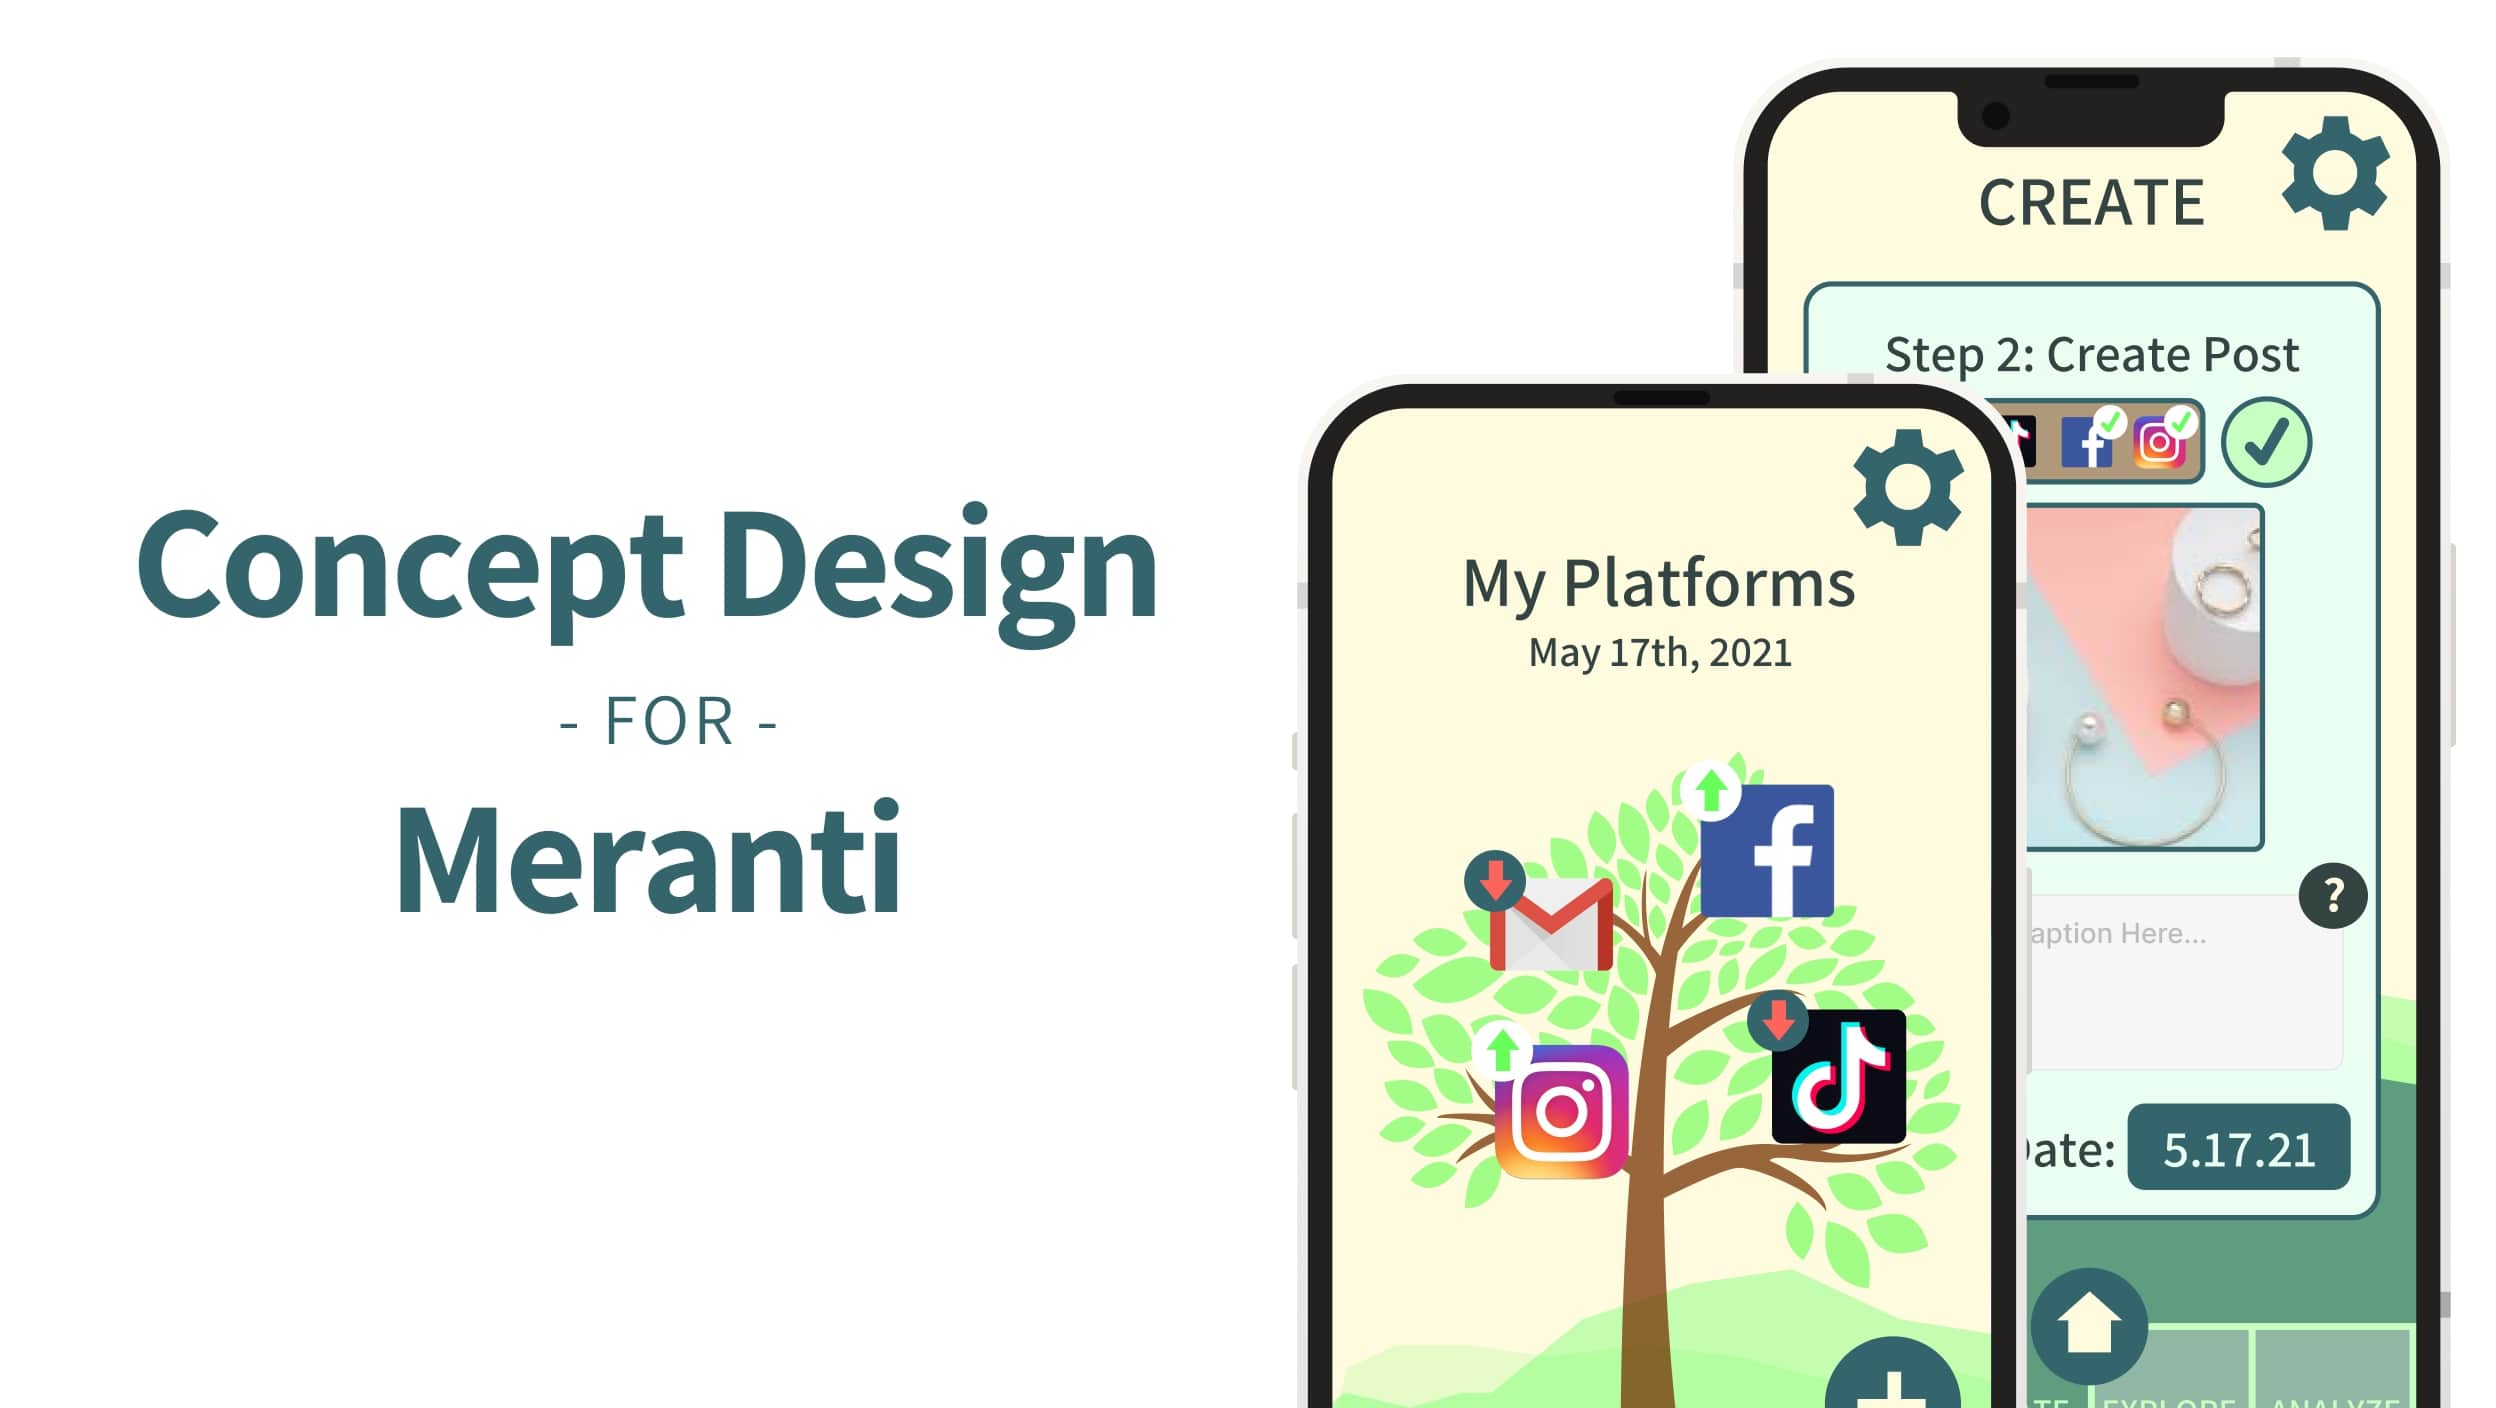 Concept Design
- FOR -
Meranti
My Platforms
May 17th, 2021
CREATE
Step 2: Create Post
?
aption Here...
ate:
5.17.21
TE
EXPLORE
ANALYZE